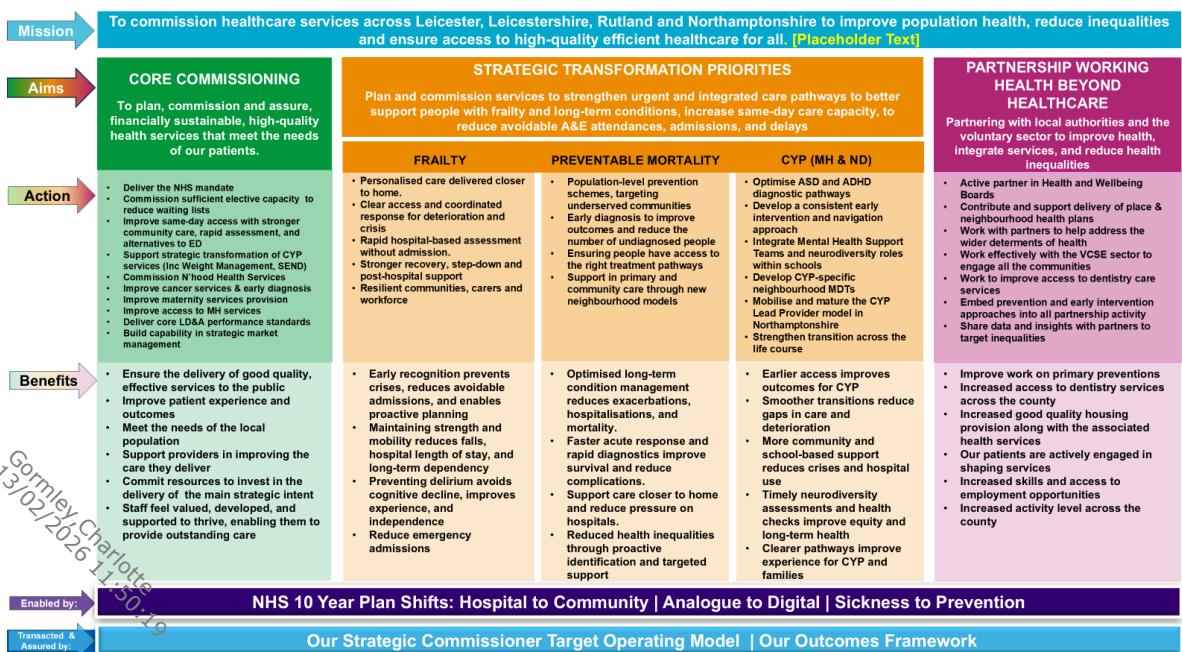 Mission
To commission healthcare services across Leicester, Leicestershire, Rutland and Northamptonshire to improve population health, reduce inequalities
and ensure access to high-quality efficient healthcare for all. [Placeholder Text]
Aims
CORE COMMISSIONING
To plan, commission and assure,
financially sustainable, high-quality
health services that meet the needs
of our patients.
STRATEGIC TRANSFORMATION PRIORITIES
Plan and commission services to strengthen urgent and integrated care pathways to better
support people with frailty and long-term conditions, increase same-day care capacity, to
reduce avoidable A&E attendances, admissions, and delays
PARTNERSHIP WORKING
HEALTH BEYOND
HEALTHCARE
Partnering with local authorities and the
voluntary sector to improve health,
integrate services, and reduce health
inequalities
FRAILTY
PREVENTABLE MORTALITY
CYP (MH & ND)
Action
• Deliver the NHS mandate
• Commission sufficient elective capacity to
reduce waiting lists
• Improve same-day access with stronger
community care, rapid assessment, and
alternatives to ED
• Support strategic transformation of CYP
services (Inc Weight Management, SEND)
• Commission N'hood Health Services
• Improve cancer services & early diagnosis
• Improve maternity services provision
• Improve access to MH services
• Deliver core LD&A performance standards
• Build capability in strategic market
management
• Personalised care delivered closer
to home.
• Clear access and coordinated
response for deterioration and
crisis
• Rapid hospital-based assessment
without admission.
• Stronger recovery, step-down and
post-hospital support
• Resilient communities, carers and
workforce
• Population-level prevention
schemes, targeting
underserved communities
• Early diagnosis to improve
outcomes and reduce the
number of undiagnosed people
• Ensuring people have access to
the right treatment pathways
• Support in primary and
community care through new
neighbourhood models
• Optimise ASD and ADHD
diagnostic pathways
• Develop a consistent early
intervention and navigation
approach
• Integrate Mental Health Support
Teams and neurodiversity roles
within schools
• Develop CYP-specific
neighbourhood MDTs
• Mobilise and mature the CYP
Lead Provider model in
Northamptonshire
• Strengthen transition across the
life course
• Active partner in Health and Wellbeing
Boards
• Contribute and support delivery of place &
neighbourhood health plans
• Work with partners to help address the
wider determents of health
• Work effectively with the VCSE sector to
engage all the communities
• Work to improve access to dentistry care
services
• Embed prevention and early intervention
approaches into all partnership activity
• Share data and insights with partners to
target inequalities
Benefits
• Ensure the delivery of good quality,
effective services to the public
• Improve patient experience and
outcomes
• Meet the needs of the local
population
• Support providers in improving the
care they deliver
• Commit resources to invest in the
delivery of the main strategic intent
• Staff feel valued, developed, and
supported to thrive, enabling them to
provide outstanding care
• Early recognition prevents
crises, reduces avoidable
admissions, and enables
proactive planning
• Maintaining strength and
mobility reduces falls,
hospital length of stay, and
long-term dependency
• Preventing delirium avoids
cognitive decline, improves
experience, and
independence
• Reduce emergency
admissions
• Optimised long-term
condition management
reduces exacerbations,
hospitalisations, and
mortality.
• Faster acute response and
rapid diagnostics improve
survival and reduce
complications.
• Support care closer to home
and reduce pressure on
hospitals.
• Reduced health inequalities
through proactive
identification and targeted
support
• Earlier access improves
outcomes for CYP
• Smoother transitions reduce
gaps in care and
deterioration
• More community and
school-based support
reduces crises and hospital
use
• Timely neurodiversity
assessments and health
checks improve equity and
long-term health
• Clearer pathways improve
experience for CYP and
families
• Improve work on primary preventions
• Increased access to dentistry services
across the county
• Increased good quality housing
provision along with the associated
health services
• Our patients are actively engaged in
shaping services
• Increased skills and access to
employment opportunities
• Increased activity level across the
county
Gormley Charlotte
13/02/2026 11:50:19
Enabled by:
NHS 10 Year Plan Shifts: Hospital to Community | Analogue to Digital | Sickness to Prevention
Transacted &
Assured by:
Our Strategic Commissioner Target Operating Model | Our Outcomes Framework